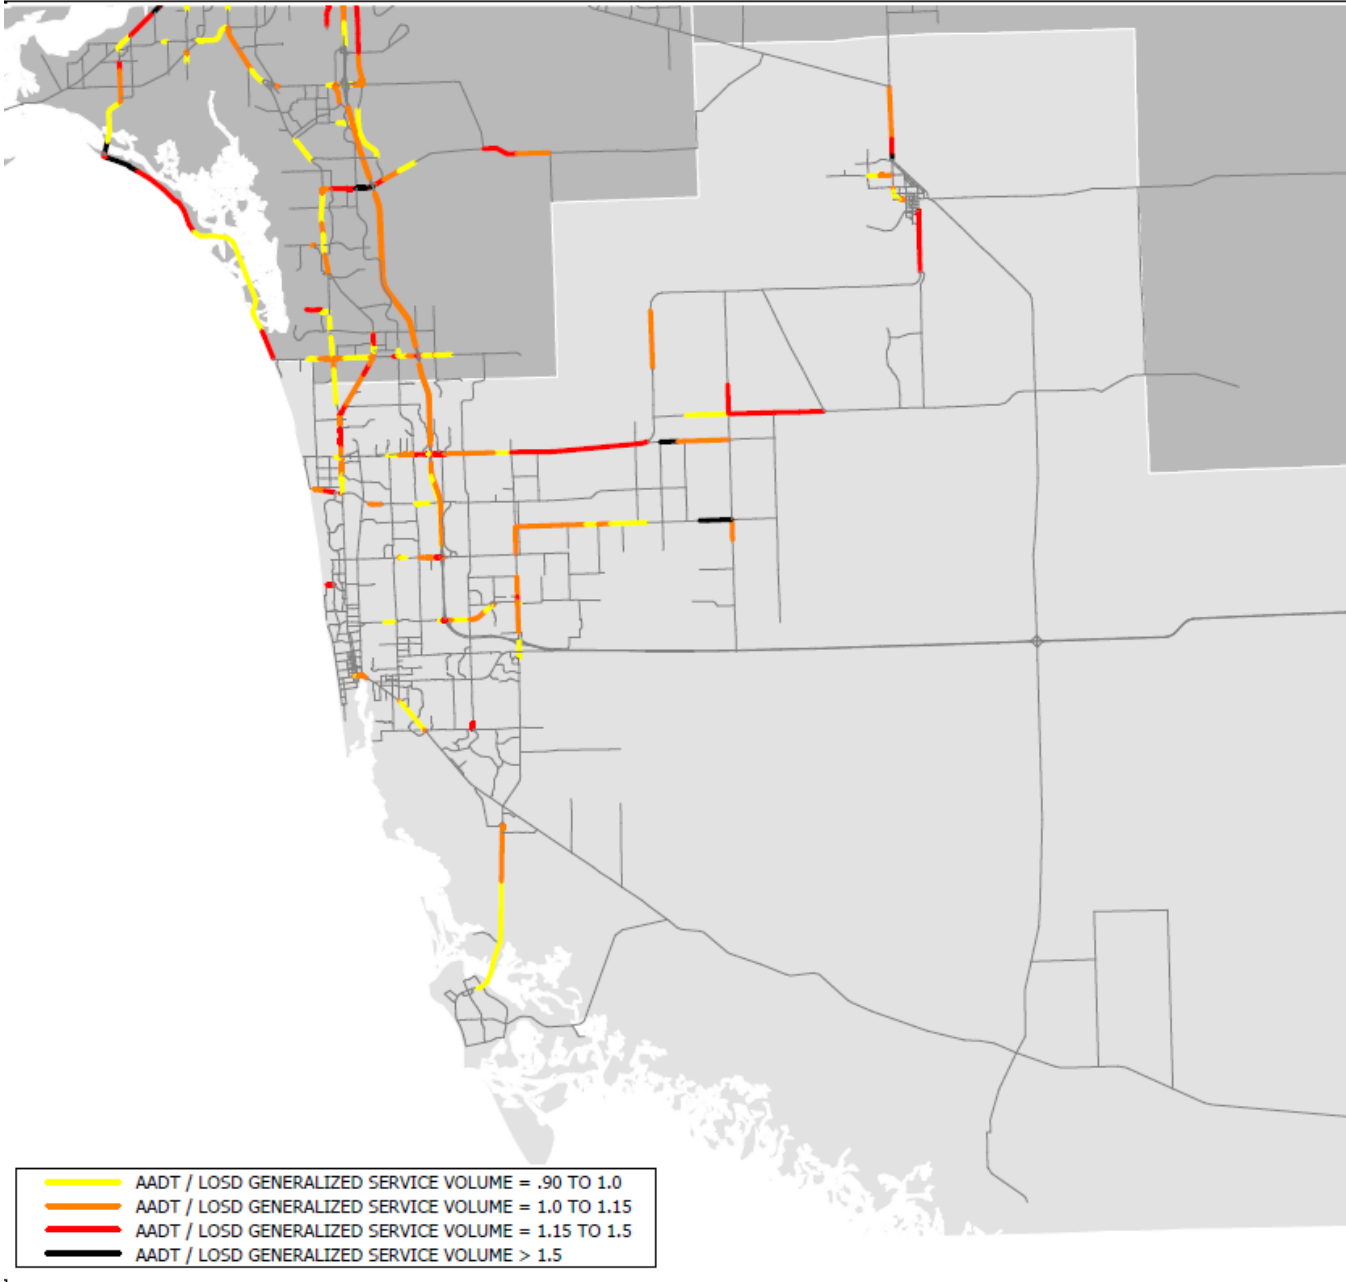 AADT / LOSD GENERALIZED SERVICE VOLUME = .90 TO 1.0
AADT / LOSD GENERALIZED SERVICE VOLUME = 1.0 TO 1.15
AADT / LOSD GENERALIZED SERVICE VOLUME = 1.15 TO 1.5
AADT / LOSD GENERALIZED SERVICE VOLUME > 1.5